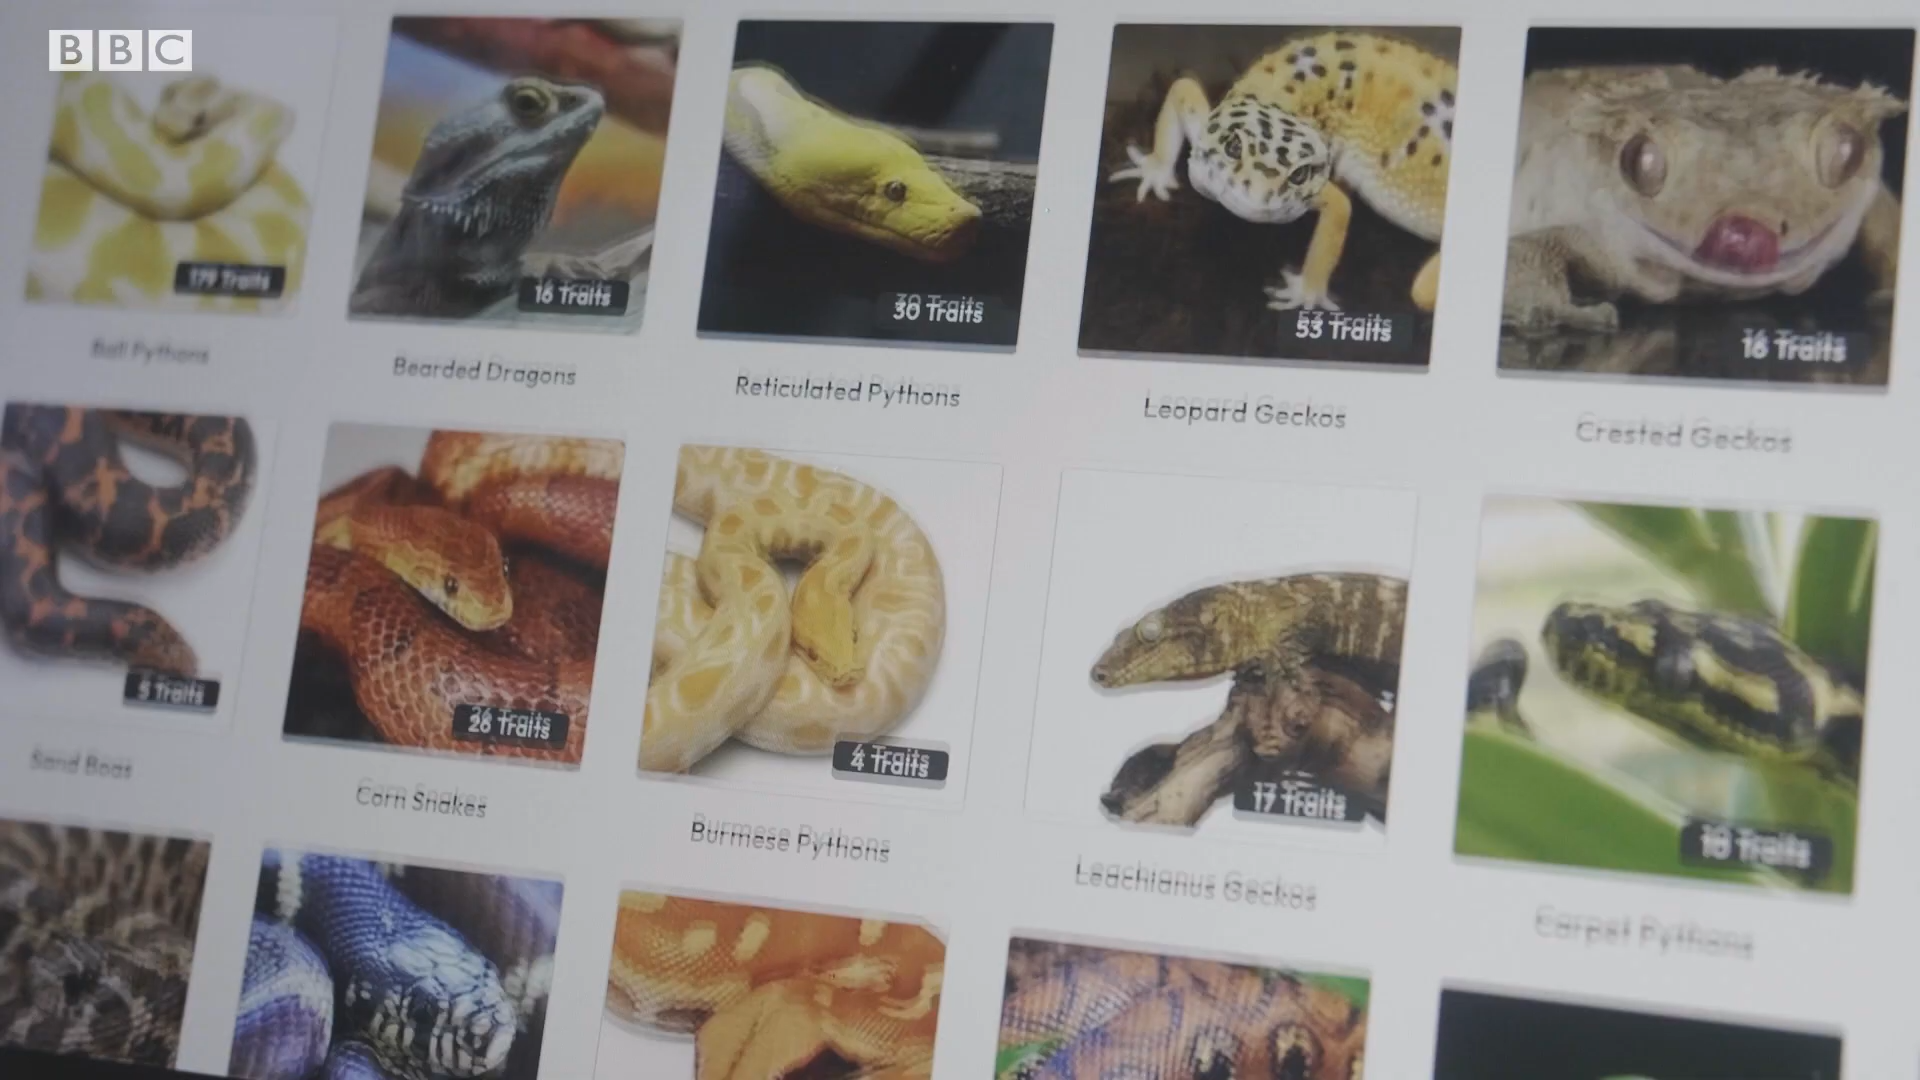 BBC
179 Traits
16 Traits
30 Traits
53 Traits
16 Traits
Ball Pythons
Bearded Dragons
Reticulated Pythons
Leopard Geckos
Crested Geckos
5 Traits
26 Traits
4 Traits
17 Traits
10 Traits
Sand Boas
Corn Snakes
Burmese Pythons
Leachianus Geckos
Carpet Pythons